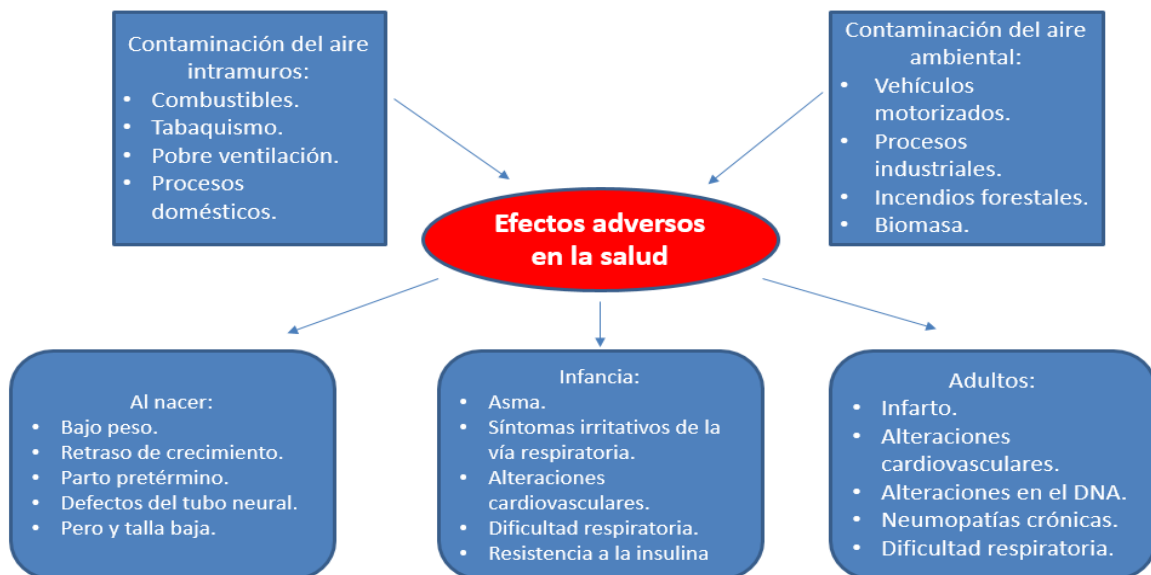 Contaminación del aire
intramuros:
• Combustibles.
• Tabaquismo.
• Pobre ventilación.
• Procesos
domésticos.
Contaminación del aire
ambiental:
• Vehículos
motorizados.
• Procesos
industriales.
• Incendios forestales.
• Biomasa.
Efectos adversos
en la salud
Al nacer:
• Bajo peso.
• Retraso de crecimiento.
• Parto pretérmino.
• Defectos del tubo neural.
• Pero y talla baja.
Infancia:
• Asma.
• Síntomas irritativos de la
vía respiratoria.
• Alteraciones
cardiovasculares.
• Dificultad respiratoria.
• Resistencia a la insulina
Adultos:
• Infarto.
• Alteraciones
cardiovasculares.
• Alteraciones en el DNA.
• Neumopatías crónicas.
• Dificultad respiratoria.